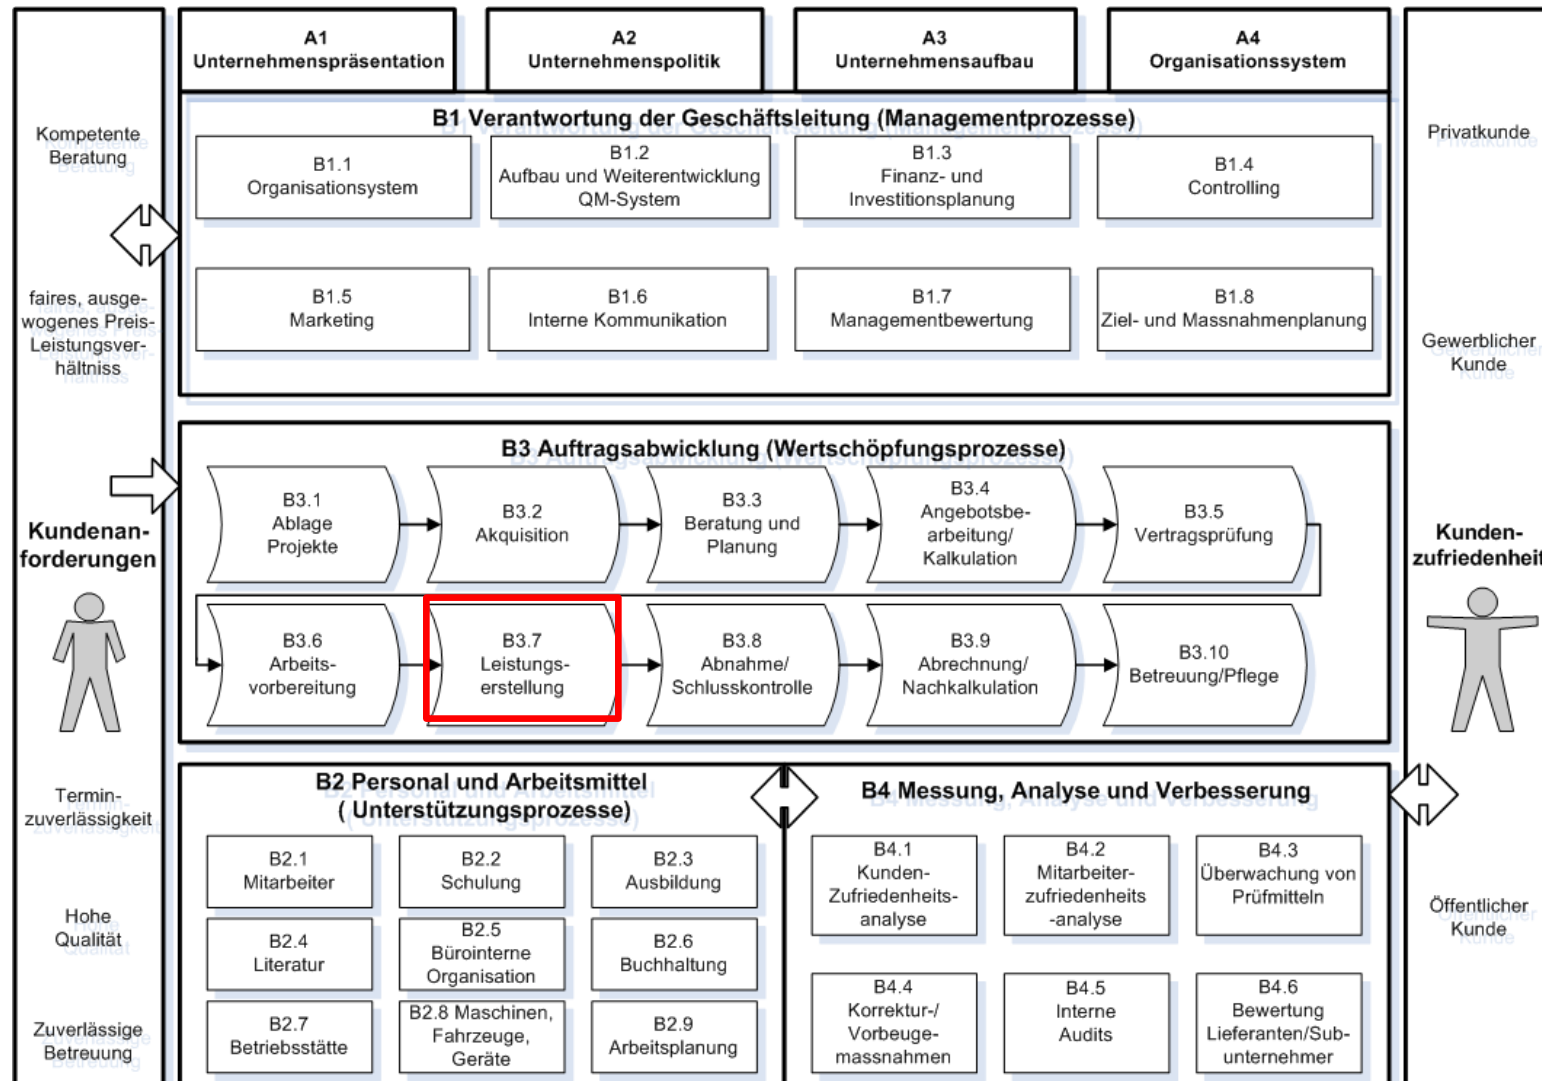 A1
Unternehmenspräsentation
A2
Unternehmenspolitik
A3
Unternehmensaufbau
A4
Organisationssystem
Kompetente
Beratung
faires, ausge-
wogenes Preis-
Leistungsver-
hältniss
Kundenan-
forderungen
Termin-
zuverlässigkeit
Hohe
Qualität
Zuverlässige
Betreuung
B1 Verantwortung der Geschäftsleitung (Managementprozesse)
B1.1
Organisationsystem
B1.2
Aufbau und Weiterentwicklung
QM-System
B1.3
Finanz- und
Investitionsplanung
B1.4
Controlling
B1.5
Marketing
B1.6
Interne Kommunikation
B1.7
Managementbewertung
B1.8
Ziel- und Massnahmenplanung
B3 Auftragsabwicklung (Wertschöpfungsprozesse)
B3.1
Ablage
Projekte
B3.2
Akquisition
B3.3
Beratung und
Planung
B3.4
Angebotsbe-
arbeitung/
Kalkulation
B3.5
Vertragsprüfung
B3.6
Arbeits-
vorbereitung
B3.7
Leistungs-
erstellung
B3.8
Abnahme/
Schlusskontrolle
B3.9
Abrechnung/
Nachkalkulation
B3.10
Betreuung/Pflege
B2 Personal und Arbeitsmittel
( Unterstützungsprozesse)
B2.1
Mitarbeiter
B2.2
Schulung
B2.3
Ausbildung
B2.4
Literatur
B2.5
Bürointerne
Organisation
B2.6
Buchhaltung
B2.7
Betriebsstätte
B2.8 Maschinen,
Fahrzeuge,
Geräte
B2.9
Arbeitsplanung
B4 Messung, Analyse und Verbesserung
B4.1
Kunden-
Zufriedenheits-
analyse
B4.2
Mitarbeiter-
zufriedenheits
-analyse
B4.3
Überwachung von
Prüfmitteln
B4.4
Korrektur-/
Vorbeuge-
massnahmen
B4.5
Interne
Audits
B4.6
Bewertung
Lieferanten/Sub-
unternehmer
Privatkunde
Gewerblicher
Kunde
Kunden-
zufriedenheit
Öffentlicher
Kunde